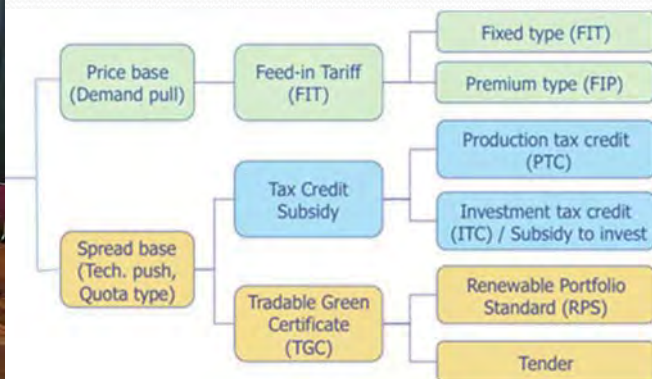 Price base
(Demand pull)
Feed-in Tariff
(FIT)
Fixed type (FIT)
Premium type (FIP)
Spread base
(Tech. push,
Quota type)
Tax Credit
Subsidy
Production tax credit
(PTC)
Investment tax credit
(ITC) / Subsidy to invest
Tradable Green
Certificate
(TGC)
Renewable Portfolio
Standard (RPS)
Tender